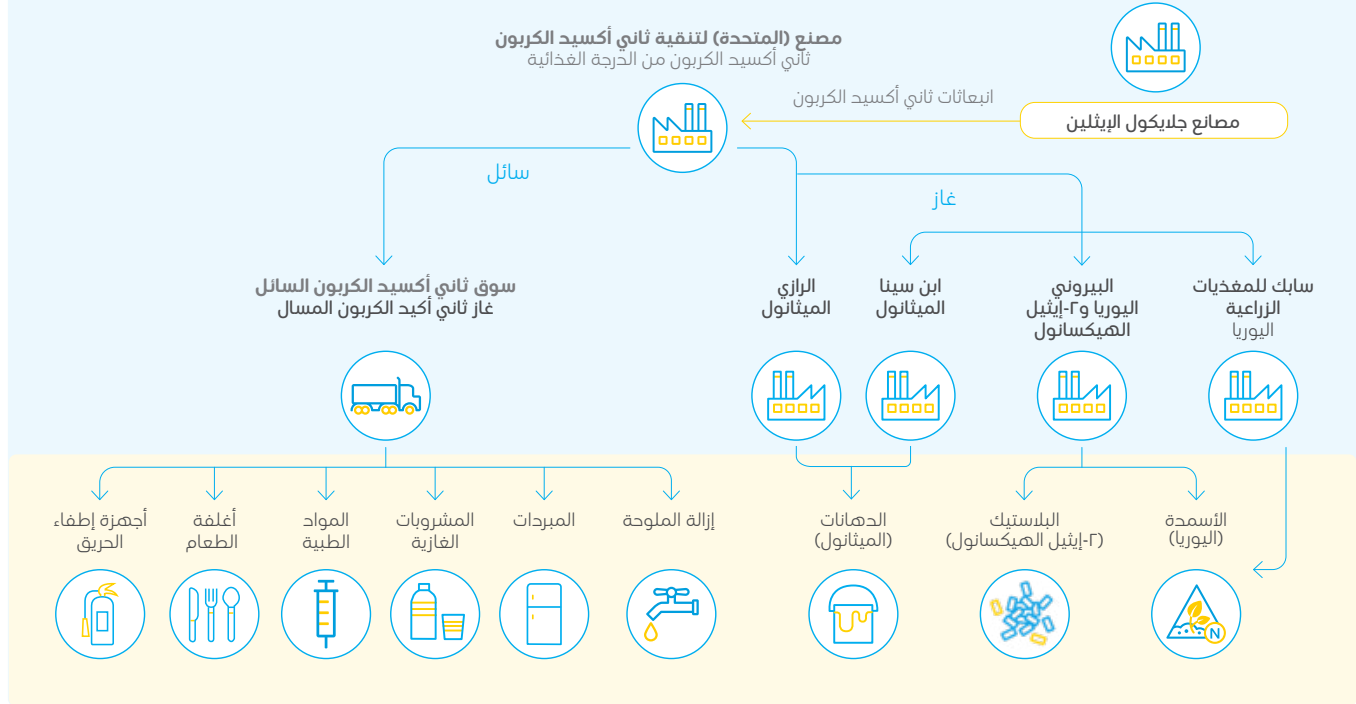 مصنع (المتحدة) لتنقية ثاني أكسيد الكربون
ثاني أكسيد الكربون من الدرجة الغذائية
انبعاثات ثاني أكسيد الكربون
مصانع جلايكول الإيثلين
سائل
غاز
سابك للمغذيات
الزراعية
اليوريا
البيروني
اليوريا و٢-إيثيل
الهيكسانول
ابن سينا
الميثانول
الرازي
الميثانول
سوق ثاني أكسيد الكربون السائل
غاز ثاني أكيد الكربون المسال
الأسمدة
(اليوريا)
البلاستيك
(٢-إيثيل الهيكسانول)
الدهانات
(الميثانول)
إزالة الملوحة
المبردات
المشروبات
الغازية
المواد
الطبية
أغلفة
الطعام
أجهزة إطفاء
الحريق
N